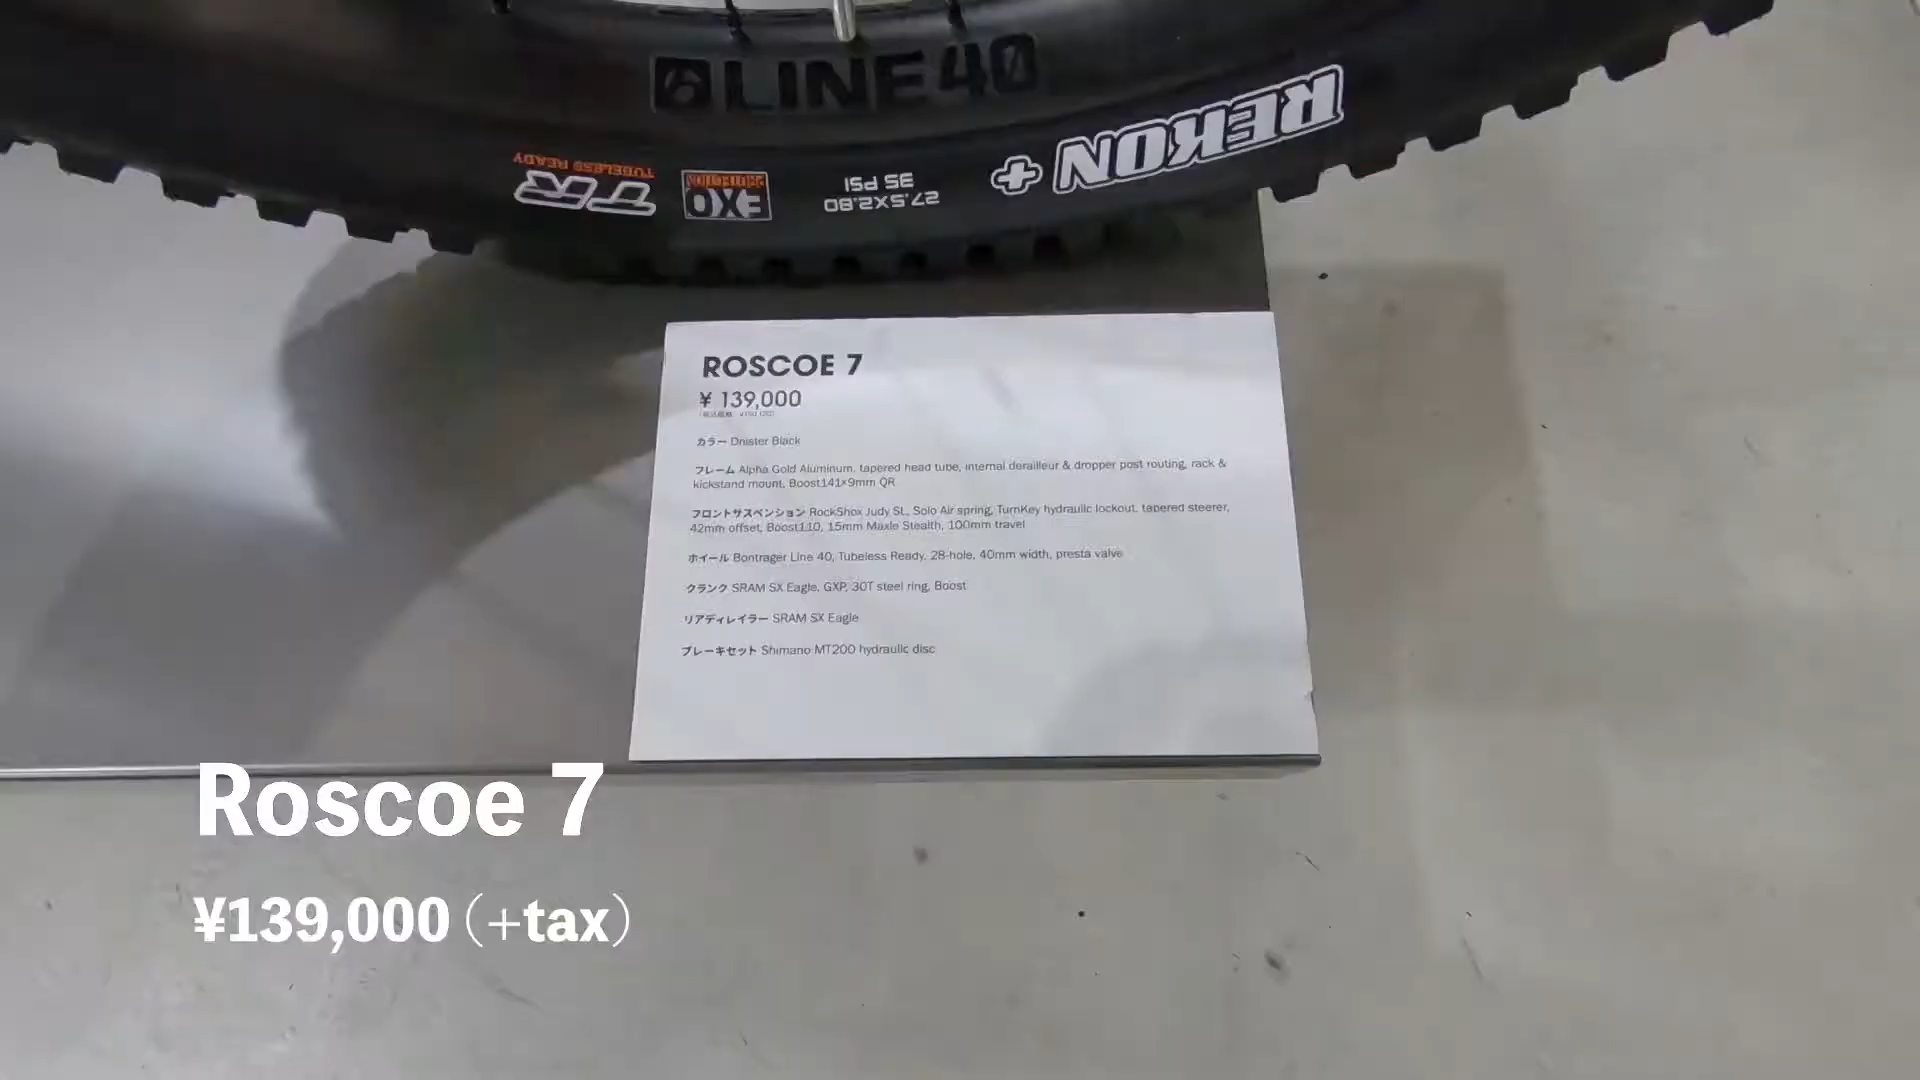 LINE 40
REKON +
27.5X2.80
35 PSI
EXO
PROTECTION
TR
TUBELESS READY
ROSCOE 7
¥ 139,000
カラー Dnister Black
フレーム Alpha Gold Aluminum, tapered head tube, internal derailleur & dropper post routing, rack &
kickstand mount, Boost141×9mm QR
フロントサスペンション RockShox Judy SL, Solo Air spring, TurnKey hydraulic lockout, tapered steerer,
42mm offset, Boost110, 15mm Maxle Stealth, 100mm travel
ホイール Bontrager Line 40, Tubeless Ready, 28-hole, 40mm width, presta valve
クランク SRAM SX Eagle, GXP, 30T steel ring, Boost
リアディレイラー SRAM SX Eagle
ブレーキセット Shimano MT200 hydraulic disc
Roscoe 7
¥139,000（+tax）